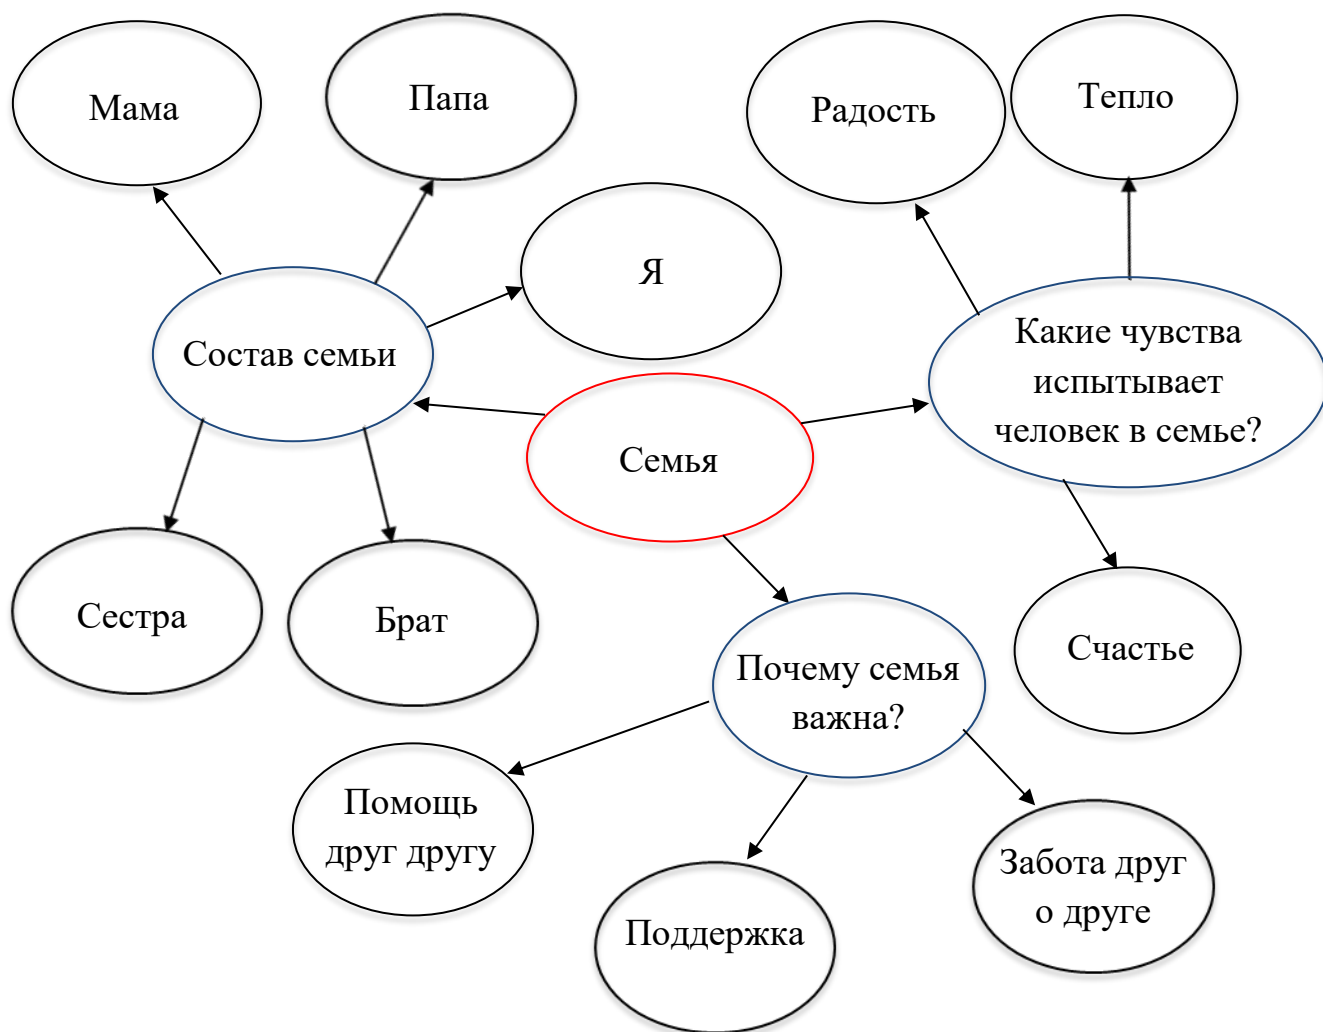 Мама
Папа
Радость
Тепло
Я
Состав семьи
Какие чувства
испытывает
человек в семье?
Семья
Сестра
Брат
Счастье
Почему семья
важна?
Помощь
друг другу
Поддержка
Забота друг
о друге